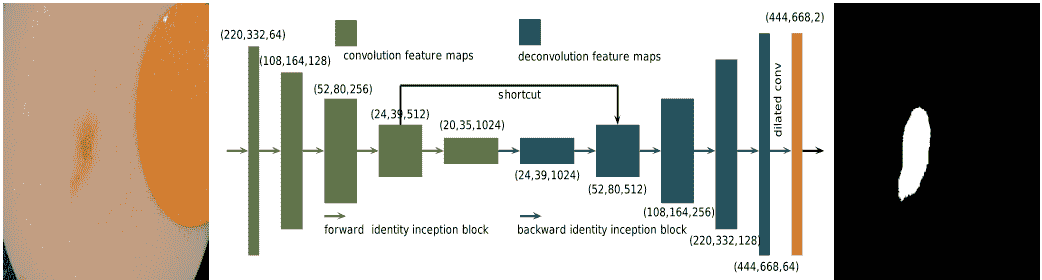 (444,668,2)
(220,332,64)
convolution feature maps
deconvolution feature maps
(108,164,128)
(52,80,256)
shortcut
dilated conv
(24,39,512)
(20,35,1024)
(24,39,1024)
(52,80,512)
(108,164,256)
forward identity inception block
backward identity inception block
(220,332,128)
(444,668,64)